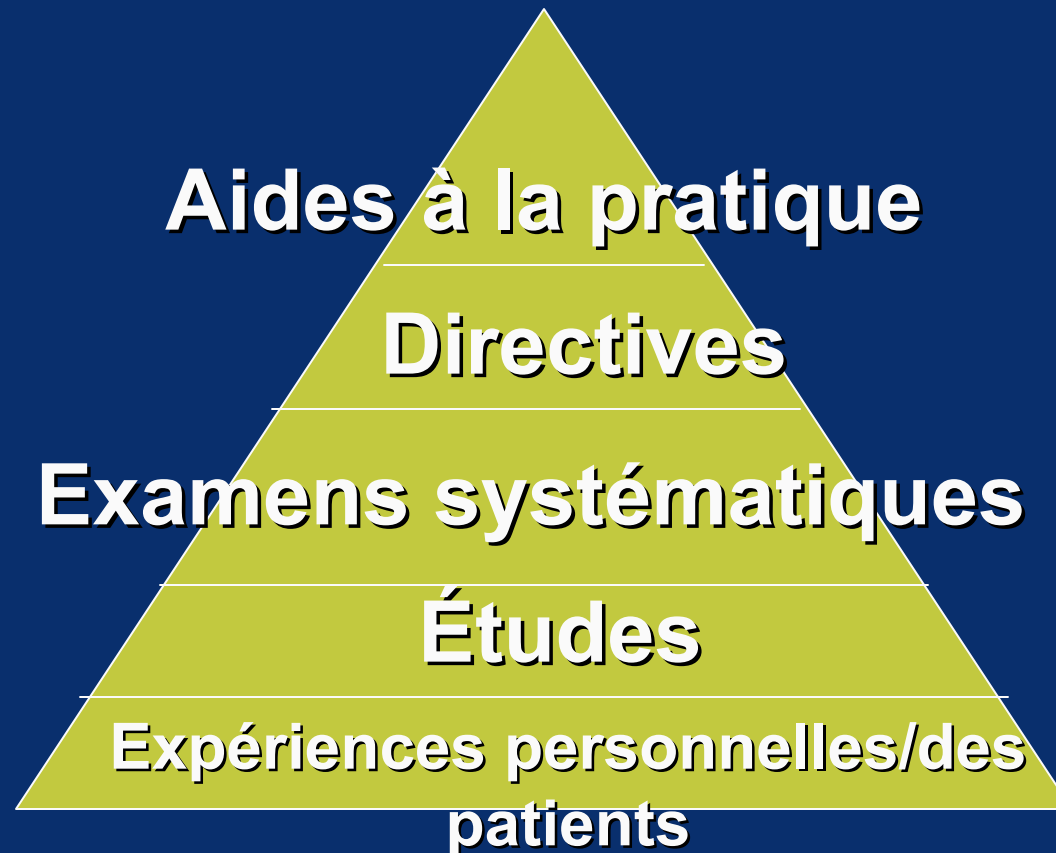 Aides à la pratique
Directives
Examens systématiques
Études
Expériences personnelles/des
patients